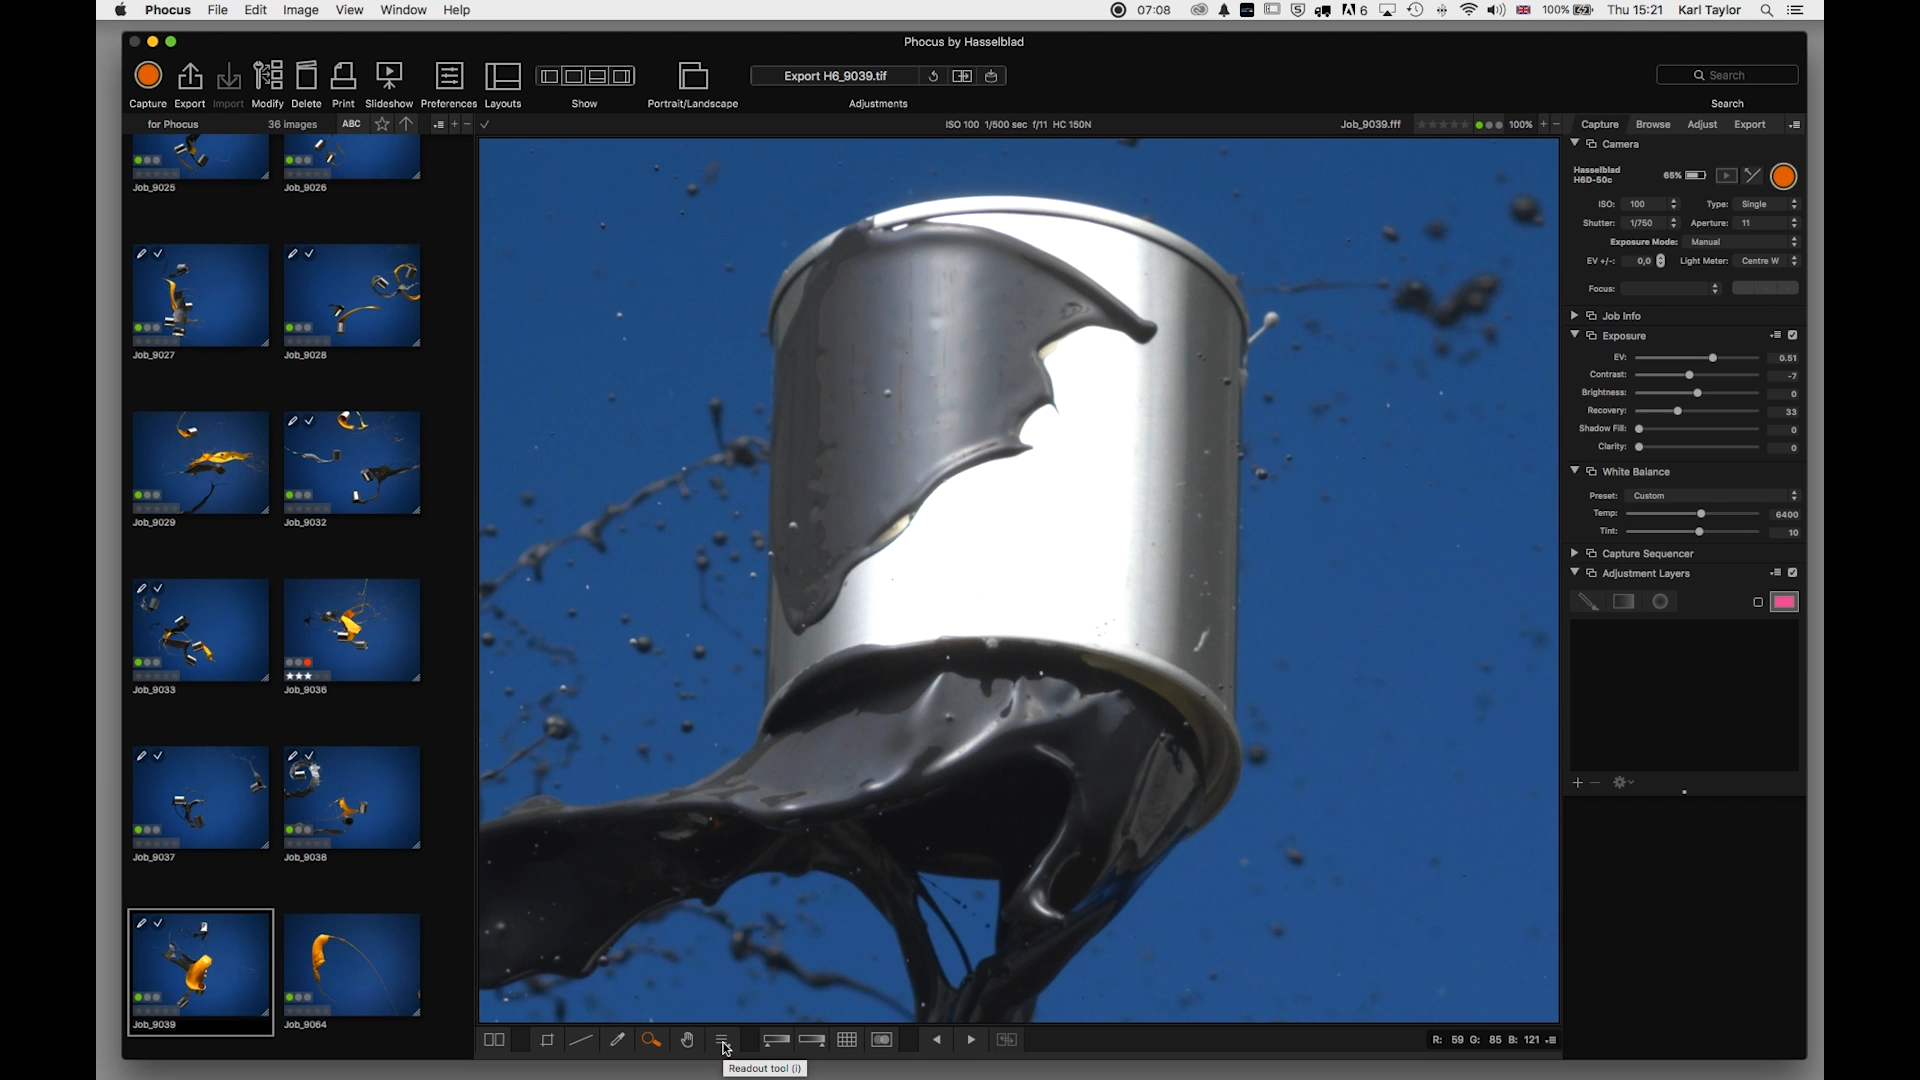 Phocus File Edit Image View Window Help 07:08 6 100% Thu 15:21 Karl Taylor
Phocus by Hasselblad
Export H6_9039.tif
Search
Capture Export Import Modify Delete Print Slideshow Preferences Layouts Show Portrait/Landscape Adjustments Search
for Phocus 36 images ABC ISO 100 1/500 sec f/11 HC 150N Job_9039.fff 100% + − Capture Browse Adjust Export
Job_9025 Job_9026
Job_9027 Job_9028
Job_9029 Job_9032
Job_9033 Job_9036
Job_9037 Job_9038
Job_9039 Job_9064
Camera
Hasselblad
H6D-50c
65%
ISO: 100 Type: Single
Shutter: 1/750 Aperture: 11
Exposure Mode: Manual
EV +/-: 0,0 Light Meter: Centre W
Focus:
Job Info
Exposure
EV: 0.51
Contrast: -7
Brightness: 0
Recovery: 33
Shadow Fill: 0
Clarity: 0
White Balance
Preset: Custom
Temp: 6400
Tint: 10
Capture Sequencer
Adjustment Layers
R: 59 G: 85 B: 121
Readout tool (i)